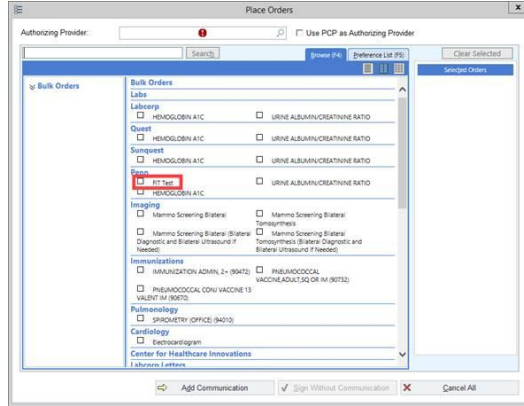 Place Orders
Authorizing Provider:
Use PCP as Authorizing Provider
Search
Browse (F4)
Preference List (F5)
Clear Selected
Selected Orders
Bulk Orders
Bulk Orders
Labs
Labcorp
HEMOGLOBIN A1C URINE ALBUMIN/CREATININE RATIO
Quest
HEMOGLOBIN A1C URINE ALBUMIN/CREATININE RATIO
Sunquest
HEMOGLOBIN A1C URINE ALBUMIN/CREATININE RATIO
Penn
FIT Test URINE ALBUMIN/CREATININE RATIO
HEMOGLOBIN A1C
Imaging
Mammo Screening Bilateral
Mammo Screening Bilateral
Tomosynthesis
Mammo Screening Bilateral (Bilateral
Diagnostic and Bilateral Ultrasound if
Needed)
Mammo Screening Bilateral
Tomosynthesis (Bilateral Diagnostic and
Bilateral Ultrasound if Needed)
Immunizations
IMMUNIZATION ADMIN, 2+ (90472)
PNEUMOCOCCAL
VACCINE,ADULT,SQ OR IM (90732)
PNEUMOCOCCAL CONJ VACCINE 13
VALENT IM (90670)
Pulmonology
SPIROMETRY (OFFICE) (94010)
Cardiology
Electrocardiogram
Center for Healthcare Innovations
Labcorp Letters
Add Communication
Sign Without Communication
Cancel All